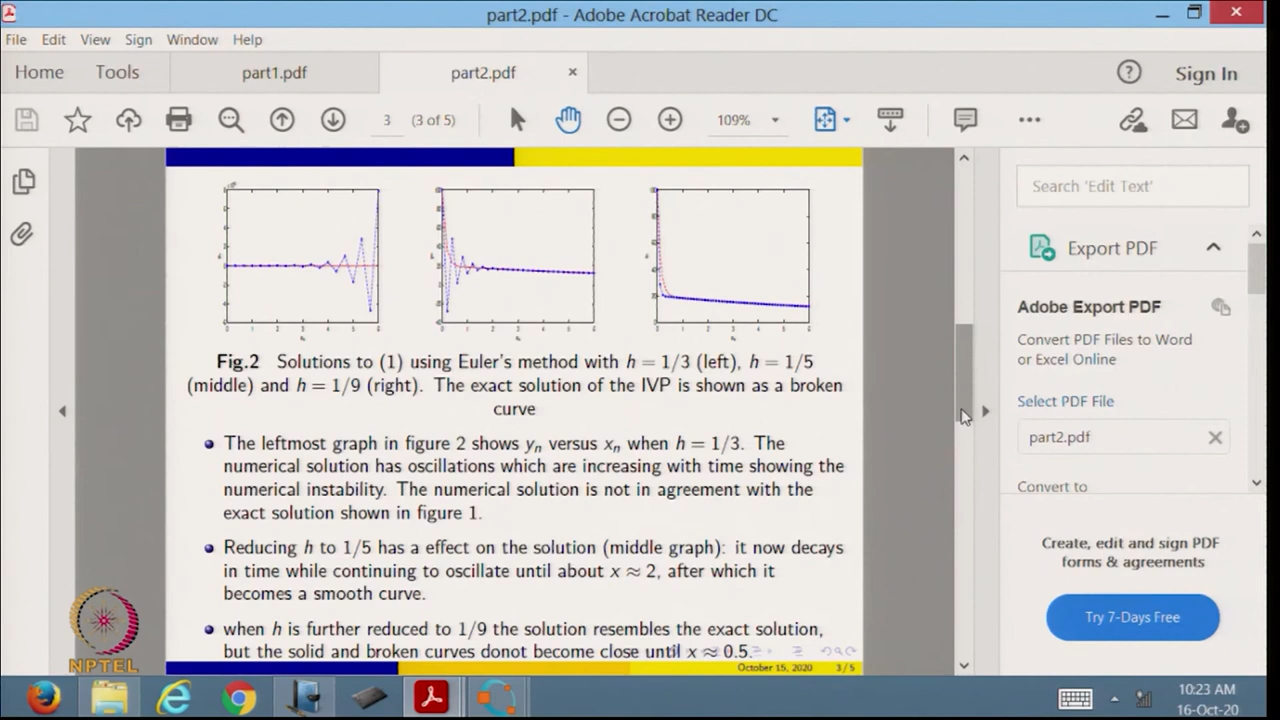 part2.pdf - Adobe Acrobat Reader DC
File Edit View Sign Window Help
Home Tools part1.pdf part2.pdf Sign In
3 (3 of 5) 109%
Search 'Edit Text'
Export PDF
Adobe Export PDF
Convert PDF Files to Word
or Excel Online
Select PDF File
part2.pdf
Convert to
Create, edit and sign PDF
forms & agreements
Try 7-Days Free
Fig.2 Solutions to (1) using Euler's method with h = 1/3 (left), h = 1/5
(middle) and h = 1/9 (right). The exact solution of the IVP is shown as a broken
curve
The leftmost graph in figure 2 shows yₙ versus xₙ when h = 1/3. The
numerical solution has oscillations which are increasing with time showing the
numerical instability. The numerical solution is not in agreement with the
exact solution shown in figure 1.
Reducing h to 1/5 has a effect on the solution (middle graph): it now decays
in time while continuing to oscillate until about x ≈ 2, after which it
becomes a smooth curve.
when h is further reduced to 1/9 the solution resembles the exact solution,
but the solid and broken curves donot become close until x ≈ 0.5.
October 15, 2020 3 / 5
NPTEL
10:23 AM
16-Oct-20